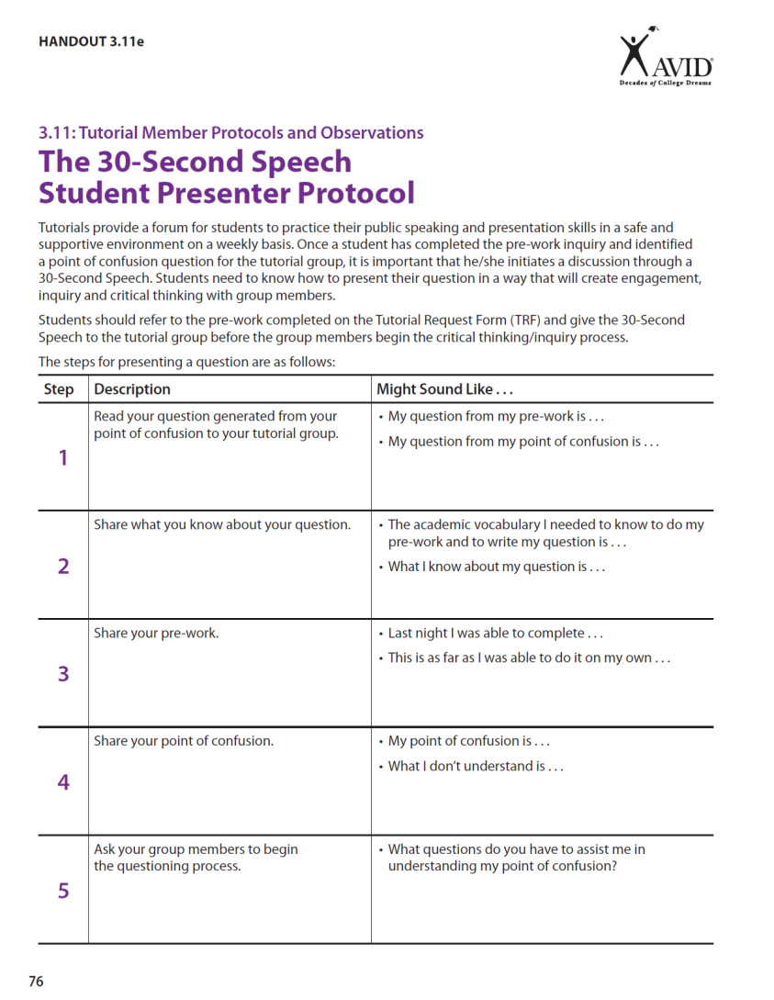 HANDOUT 3.11e
AVID®
Decades of College Dreams
3.11: Tutorial Member Protocols and Observations
The 30-Second Speech
Student Presenter Protocol
Tutorials provide a forum for students to practice their public speaking and presentation skills in a safe and
supportive environment on a weekly basis. Once a student has completed the pre-work inquiry and identified
a point of confusion question for the tutorial group, it is important that he/she initiates a discussion through a
30-Second Speech. Students need to know how to present their question in a way that will create engagement,
inquiry and critical thinking with group members.
Students should refer to the pre-work completed on the Tutorial Request Form (TRF) and give the 30-Second
Speech to the tutorial group before the group members begin the critical thinking/inquiry process.
The steps for presenting a question are as follows:
Step Description Might Sound Like . . .
1
Read your question generated from your
point of confusion to your tutorial group.
• My question from my pre-work is . . .
• My question from my point of confusion is . . .
2
Share what you know about your question.
• The academic vocabulary I needed to know to do my
pre-work and to write my question is . . .
• What I know about my question is . . .
3
Share your pre-work.
• Last night I was able to complete . . .
• This is as far as I was able to do it on my own . . .
4
Share your point of confusion.
• My point of confusion is . . .
• What I don’t understand is . . .
5
Ask your group members to begin
the questioning process.
• What questions do you have to assist me in
understanding my point of confusion?
76